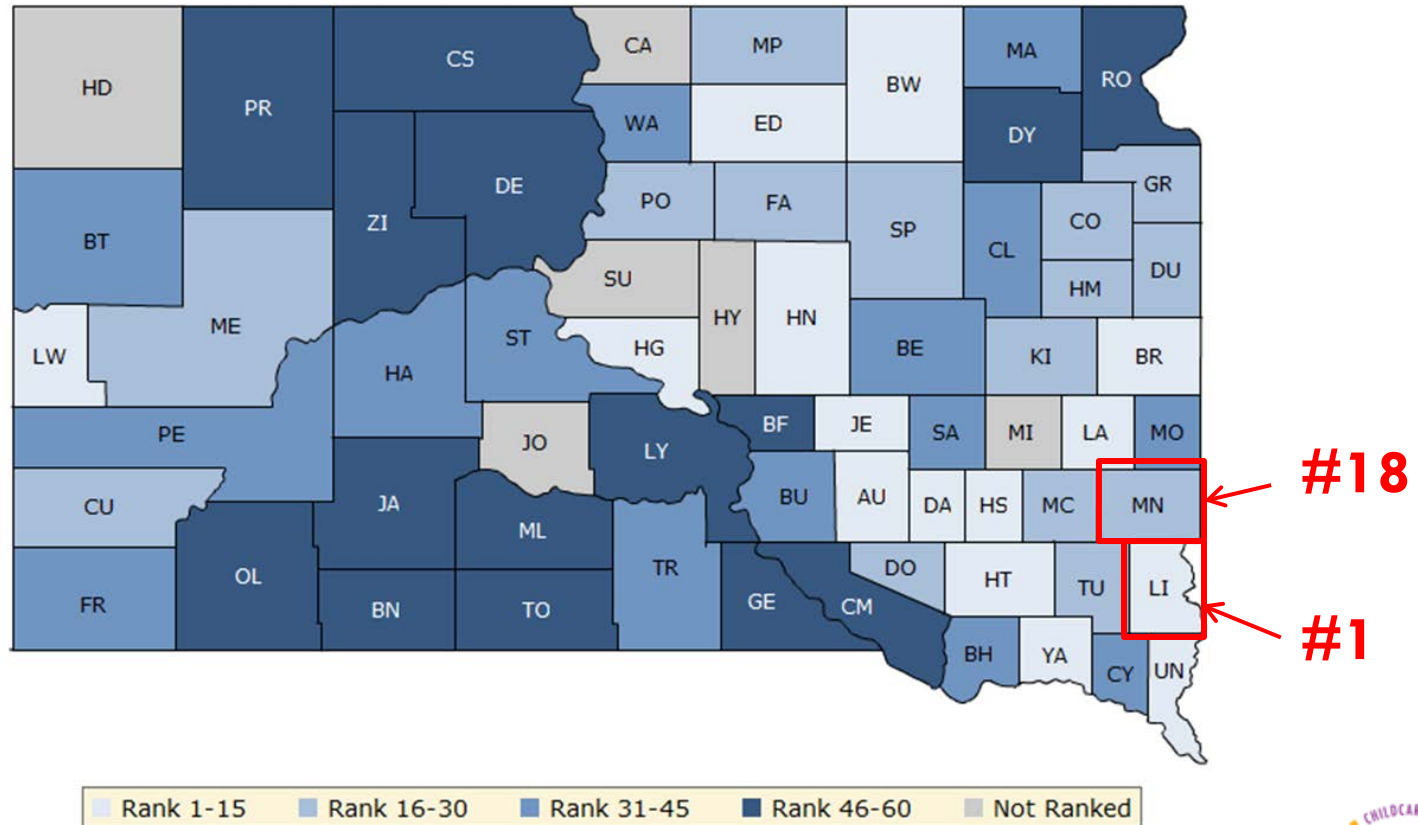 HD
PR
CS
CA
MP
BW
MA
RO
WA
ED
DY
DE
ZI
BT
PO
FA
SP
GR
CO
CL
DU
HM
SU
HY
HN
ME
LW
ST
HG
HA
BE
KI
BR
PE
JO
LY
BF
JE
SA
MI
LA
MO
#18
CU
JA
BU
AU
DA
HS
MC
MN
ML
OL
FR
BN
TO
TR
GE
CM
DO
HT
TU
LI
#1
BH
YA
CY
UN
Rank 1-15 Rank 16-30 Rank 31-45 Rank 46-60 Not Ranked